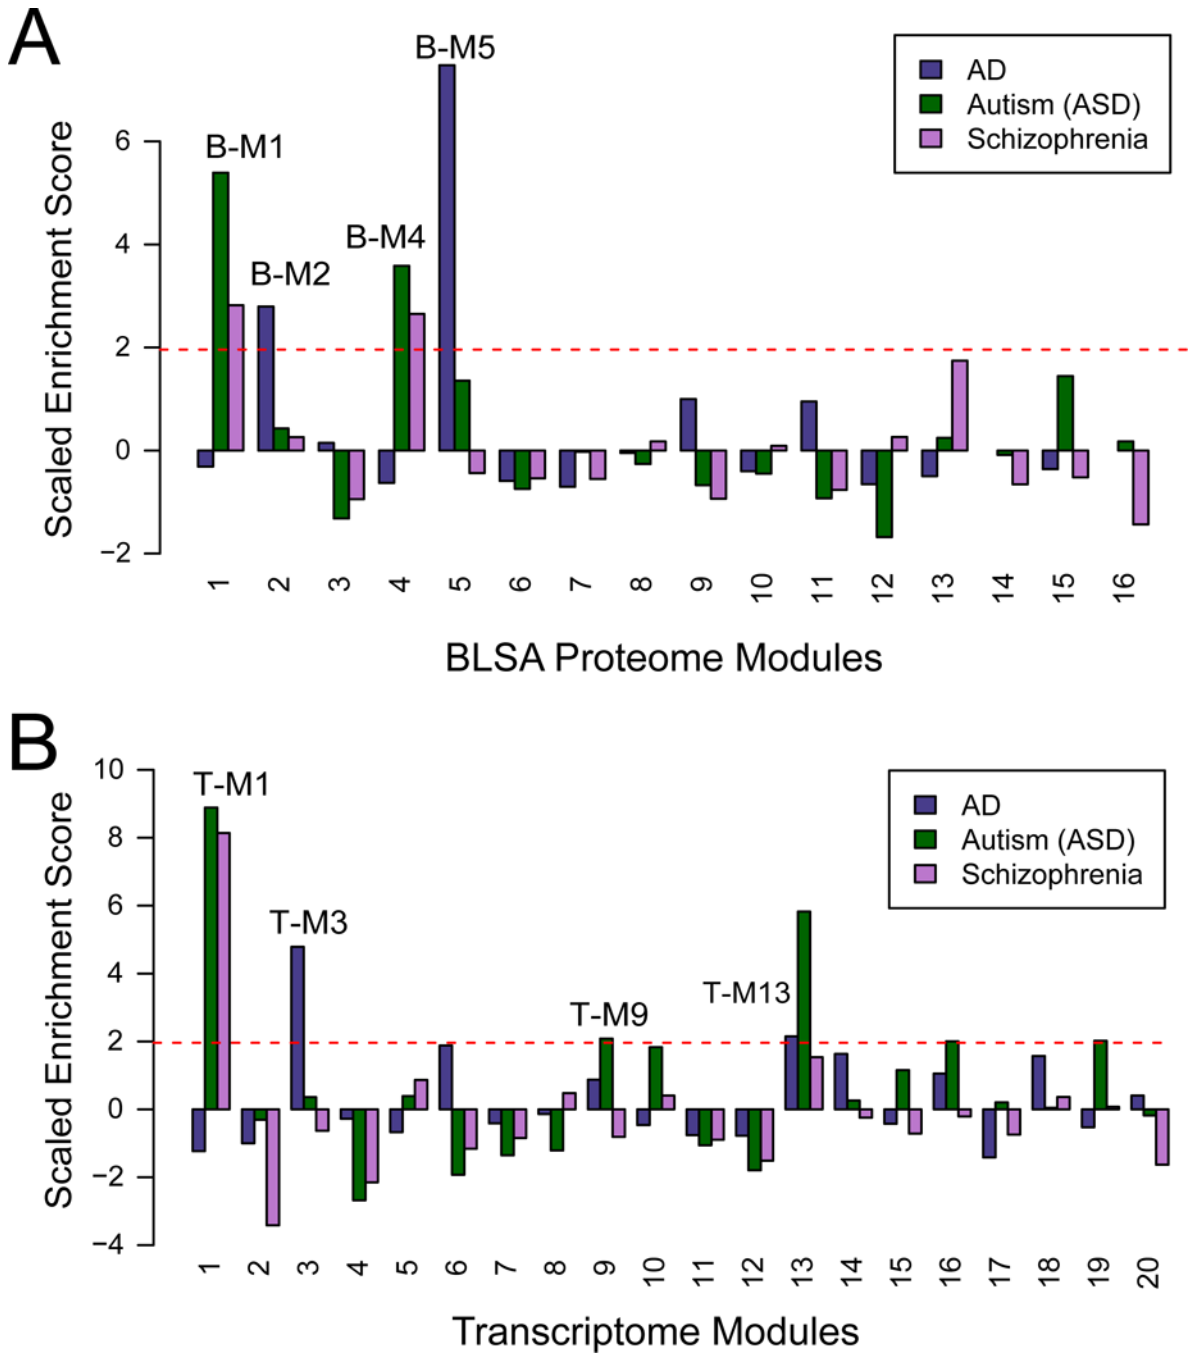 A
B-M5
AD
Autism (ASD)
Schizophrenia
B-M1
B-M4
B-M2
Scaled Enrichment Score
6
4
2
0
−2
1 2 3 4 5 6 7 8 9 10 11 12 13 14 15 16
BLSA Proteome Modules
B
T-M1
AD
Autism (ASD)
Schizophrenia
T-M3
T-M13
T-M9
Scaled Enrichment Score
10
8
6
4
2
0
−2
−4
1 2 3 4 5 6 7 8 9 10 11 12 13 14 15 16 17 18 19 20
Transcriptome Modules